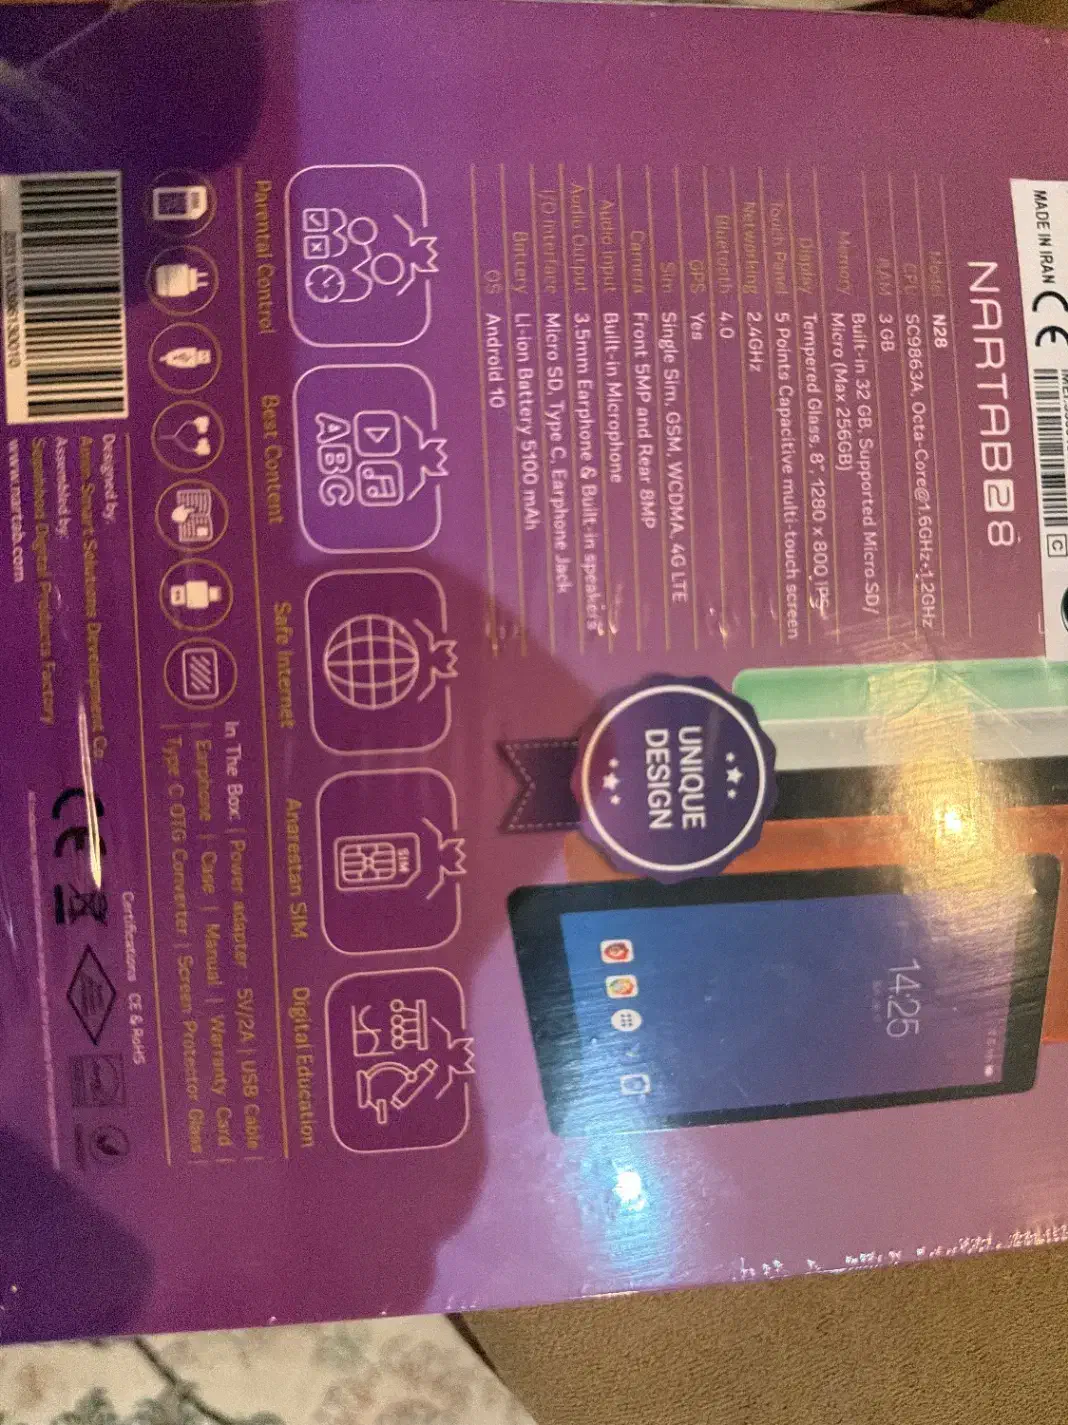 MADE IN IRAN CE
C
NARTAB28
Model N28
CPU SC9863A, Octa-Core@1.6GHz+1.2GHz
RAM 3 GB
Memory Built-in 32 GB, Supported Micro SD/
Micro (Max 256GB)
Display Tempered Glass, 8", 1280 x 800 IPS
Touch Panel 5 Points Capacitive multi-touch screen
Networking 2.4GHz
Bluetooth 4.0
GPS Yes
Sim Single Sim, GSM, WCDMA, 4G LTE
Camera Front 5MP and Rear 8MP
Audio Input Built-in Microphone
Audio Output 3.5mm Earphone & Built-in speakers
I/O Interface Micro SD, Type C, Earphone Jack
Battery Li-ion Battery 5100 mAh
OS Android 10
UNIQUE
DESIGN
14:25
ABC
SIM
Parental Control
Best Content
Safe Internet
Anarestan SIM
Digital Education
In The Box: | Power adapter 5V/2A | USB Cable |
| Earphone | Case | Manual | Warranty Card |
| Type C OTG Converter | Screen Protector Glass |
Designed by:
Smart Solutions Development Co.
Assembled by:
Digital Products Factory
www.nartab.com
Certifications CE & RoHS
CE